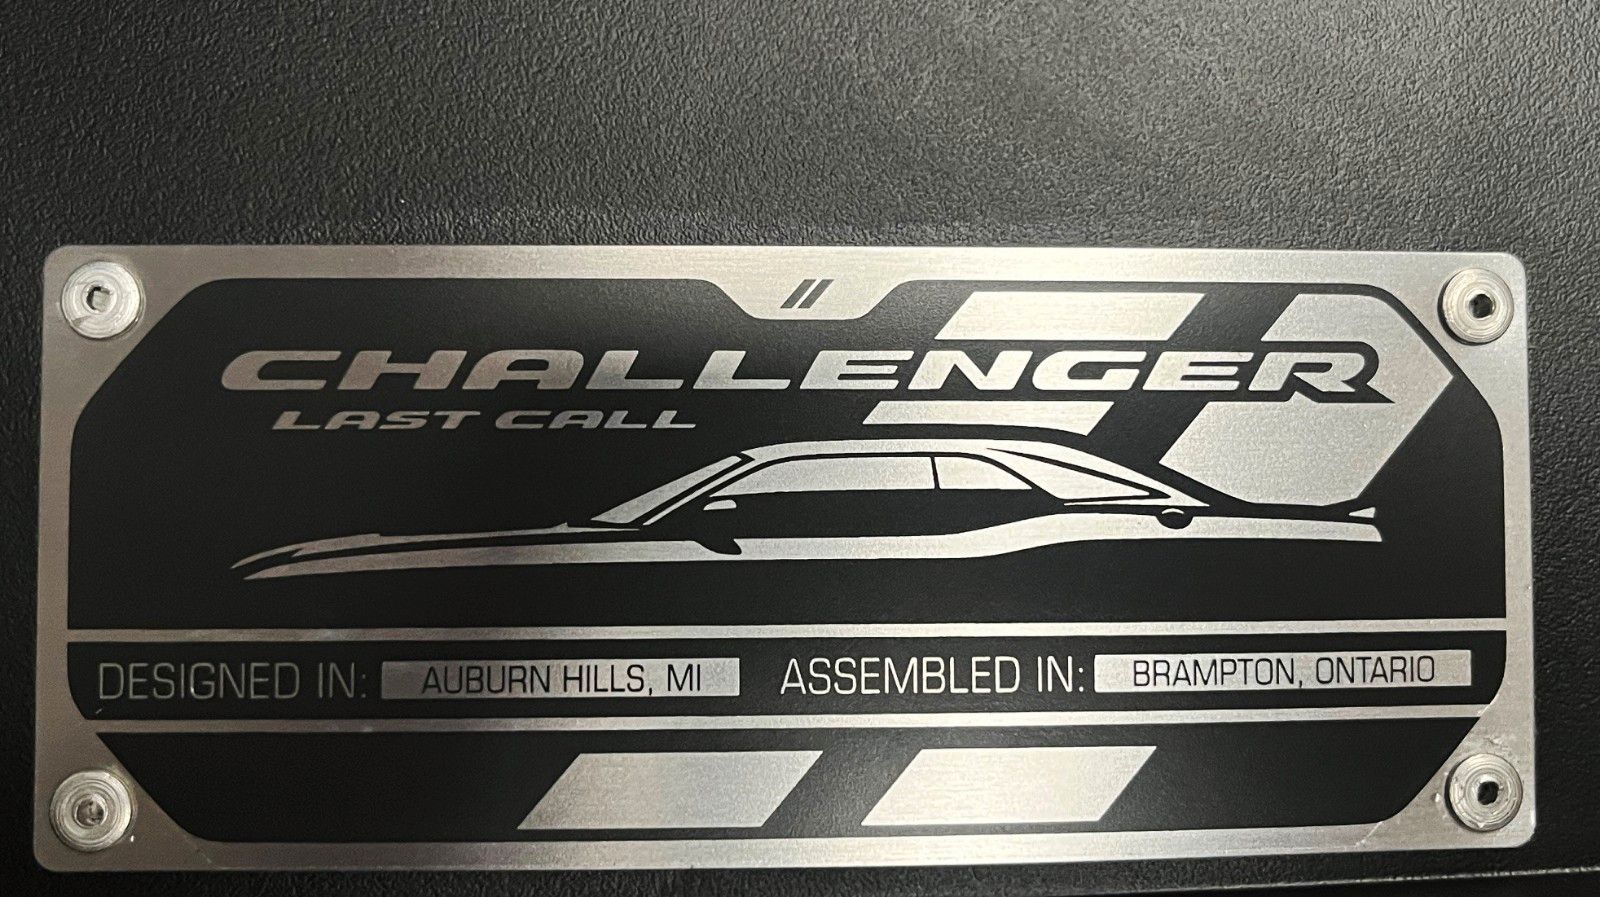 CHALLENGER
LAST CALL
DESIGNED IN: AUBURN HILLS, MI ASSEMBLED IN: BRAMPTON, ONTARIO